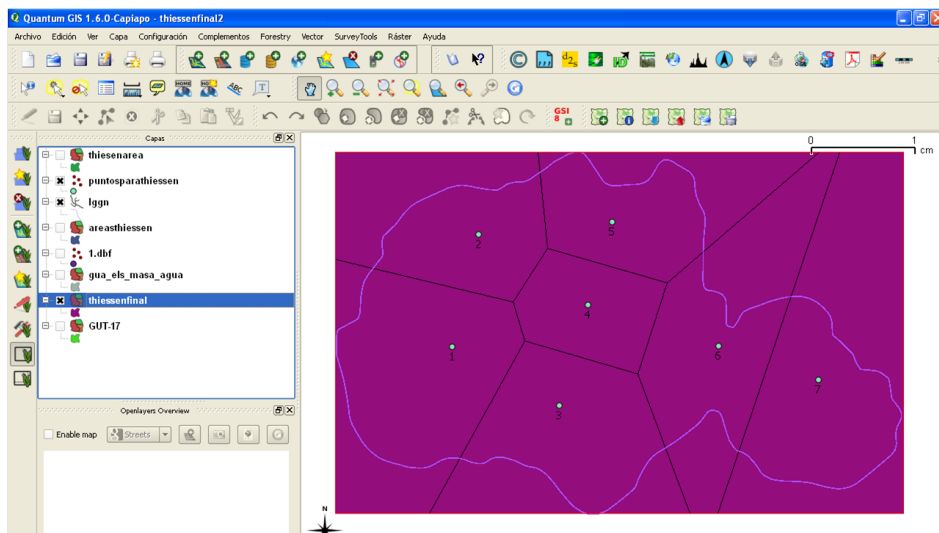 Quantum GIS 1.6.0-Capiapo - thiessenfinal2
Archivo Edición Ver Capa Configuración Complementos Forestry Vector SurveyTools Ráster Ayuda
GSI
8
Capas
thiesenarea
puntosparathiessen
lggn
areasthiessen
1.dbf
gua_els_masa_agua
thiessenfinal
GUT-17
Openlayers Overview
Enable map Streets
0 1
cm
5
2
4
1
6
7
3
N